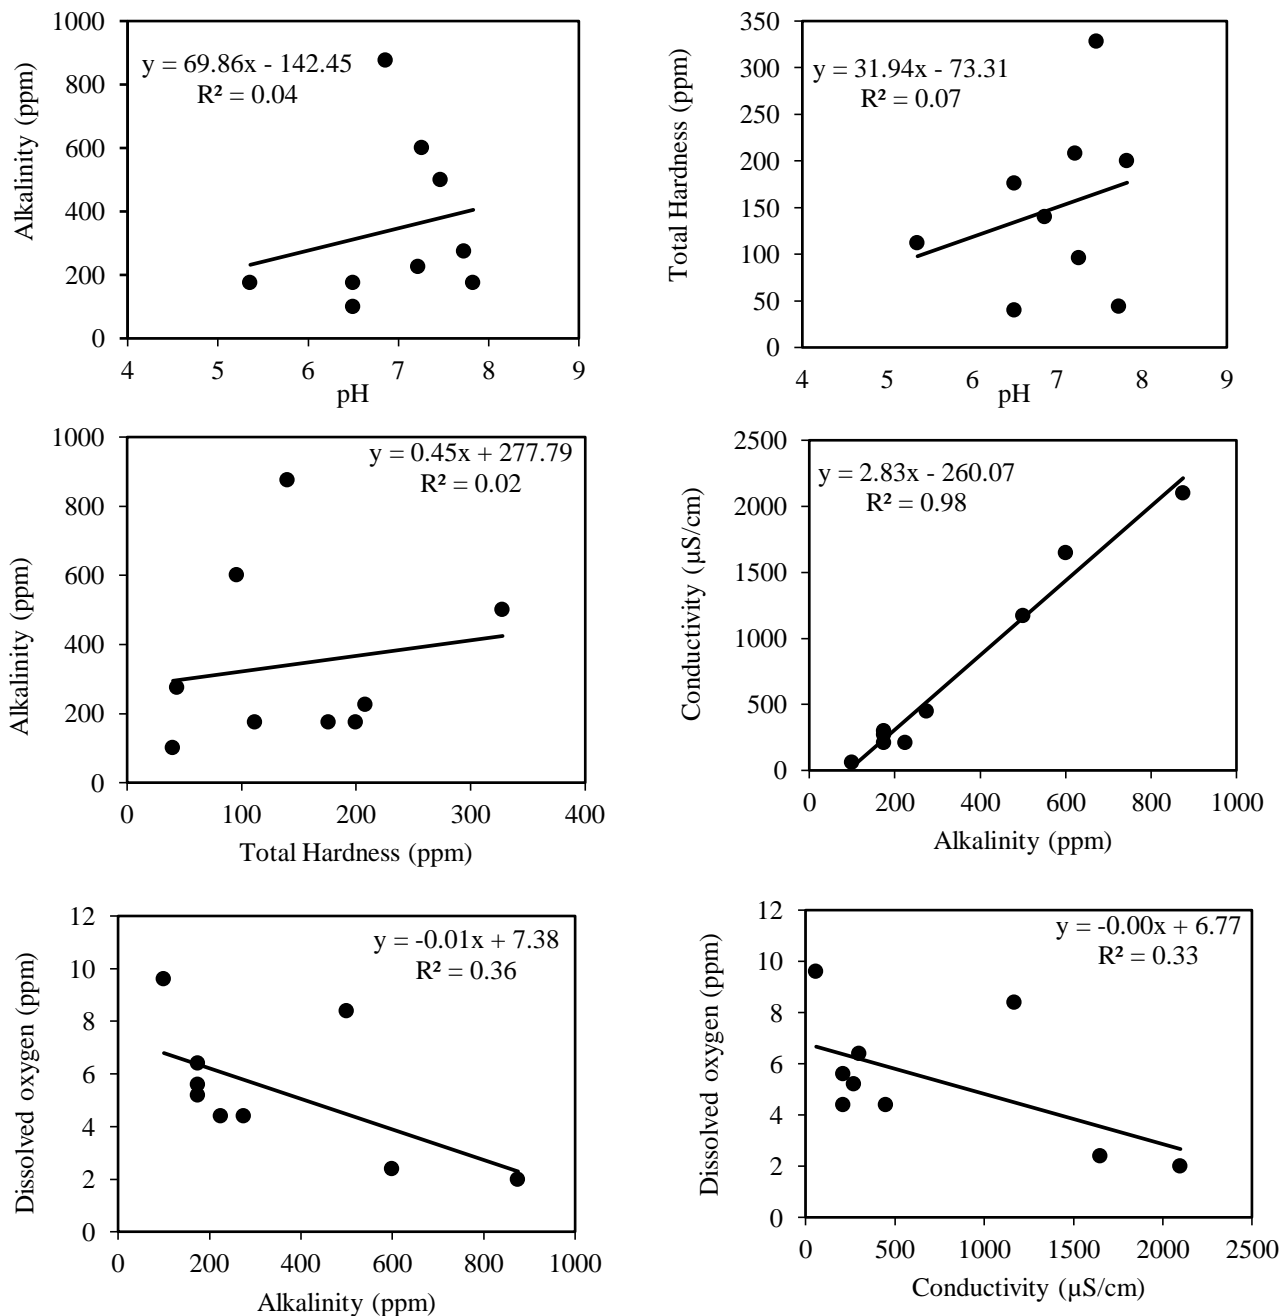 Alkalinity (ppm)
1000
800
600
400
200
0
y = 69.86x - 142.45
R² = 0.04
4 5 6 7 8 9
pH
Total Hardness (ppm)
350
300
250
200
150
100
50
0
y = 31.94x - 73.31
R² = 0.07
4 5 6 7 8 9
pH
Alkalinity (ppm)
1000
800
600
400
200
0
y = 0.45x + 277.79
R² = 0.02
0 100 200 300 400
Total Hardness (ppm)
Conductivity (µS/cm)
2500
2000
1500
1000
500
0
y = 2.83x - 260.07
R² = 0.98
0 200 400 600 800 1000
Alkalinity (ppm)
Dissolved oxygen (ppm)
12
10
8
6
4
2
0
y = -0.01x + 7.38
R² = 0.36
0 200 400 600 800 1000
Alkalinity (ppm)
Dissolved oxygen (ppm)
12
10
8
6
4
2
0
y = -0.00x + 6.77
R² = 0.33
0 500 1000 1500 2000 2500
Conductivity (µS/cm)